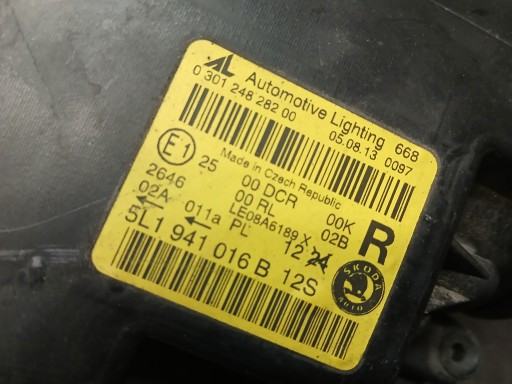 AL Automotive Lighting 668
0 301 248 282 00 05.08.13 0097
Made in Czech Republic
E1 25 00 DCR 00K
2646 00 RL 02B R
02A 011a LE08A6189 X
PL 12 24
5L1 941 016 B 12S
SKODA
AUTO